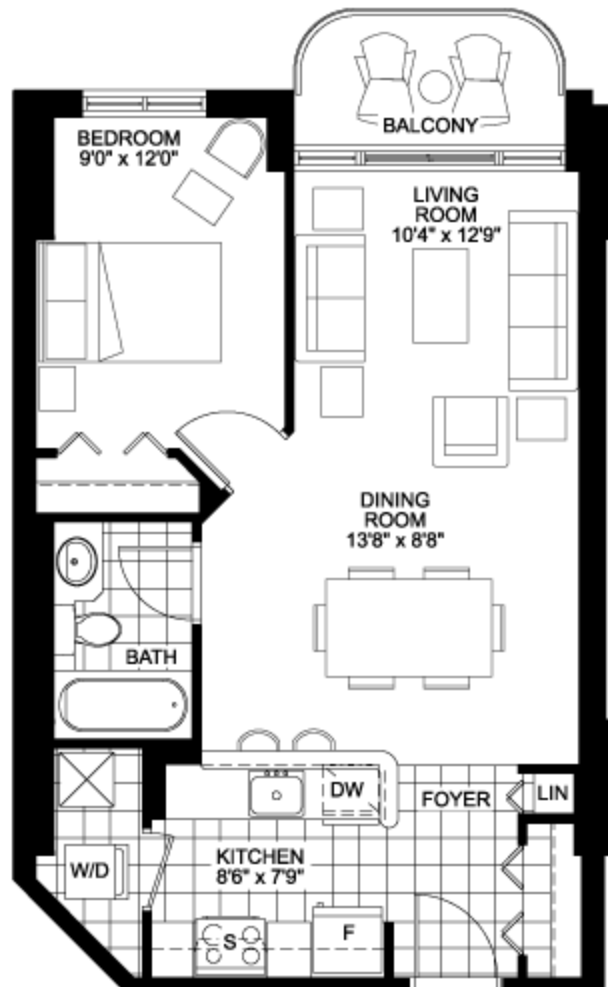 BALCONY
BEDROOM
9'0" x 12'0"
LIVING
ROOM
10'4" x 12'9"
DINING
ROOM
13'8" x 8'8"
BATH
DW
FOYER
LIN
W/D
KITCHEN
8'6" x 7'9"
S
F